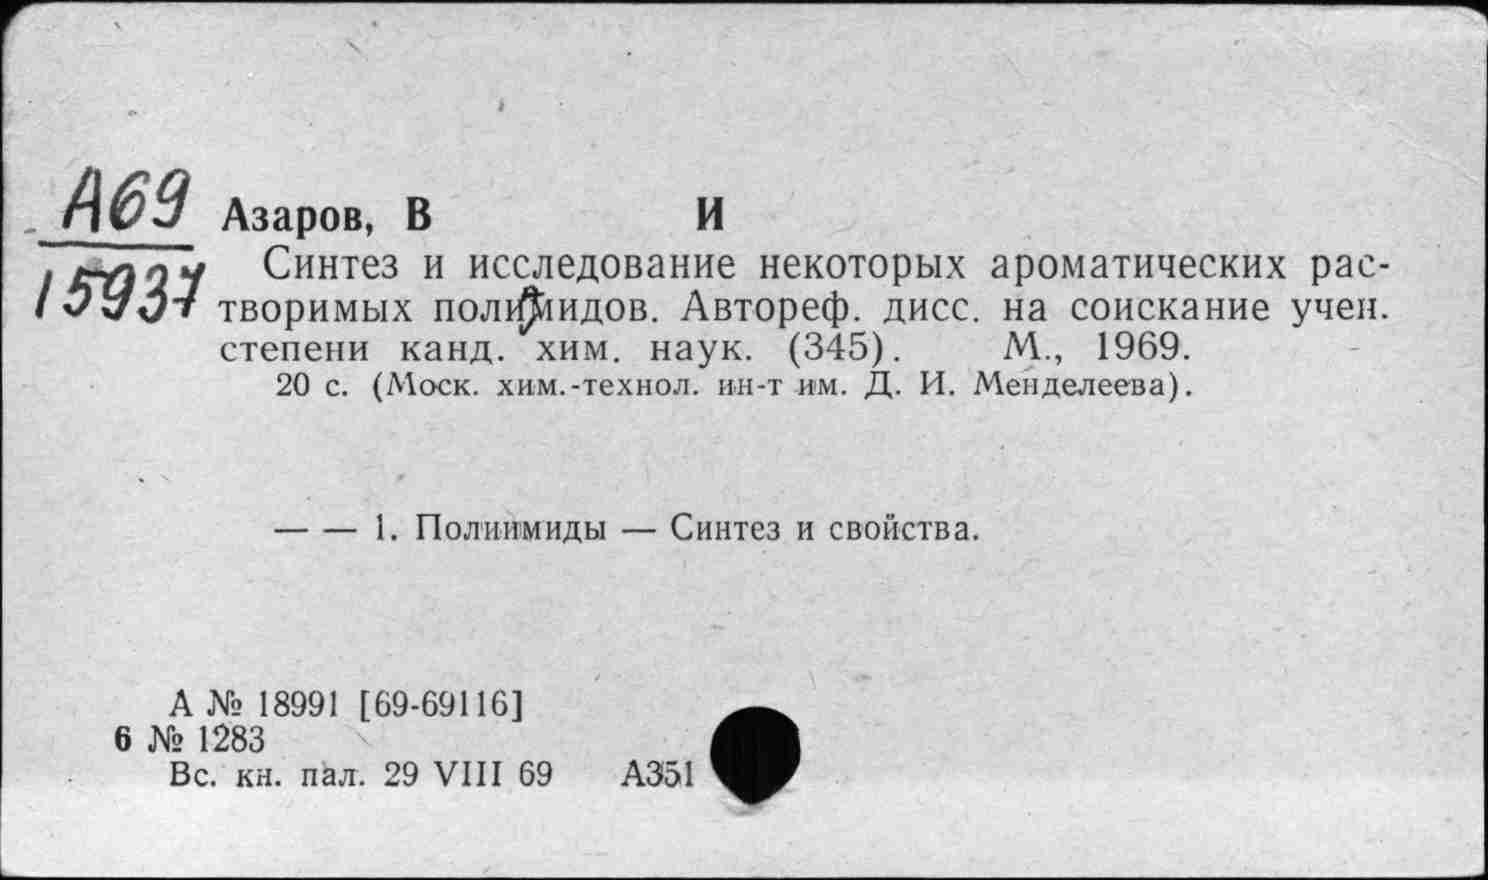 А69
15937
Азаров, В И
Синтез и исследование некоторых ароматических рас-
творимых полиимидов. Автореф. дисс. на соискание учен.
степени канд. хим. наук. (345). М., 1969.
20 с. (Моск. хим.-технол. ин-т им. Д. И. Менделеева).
— — 1. Полиимиды — Синтез и свойства.
А № 18991 [69-69116]
6 № 1283
Вс. кн. пал. 29 VIII 69 А351